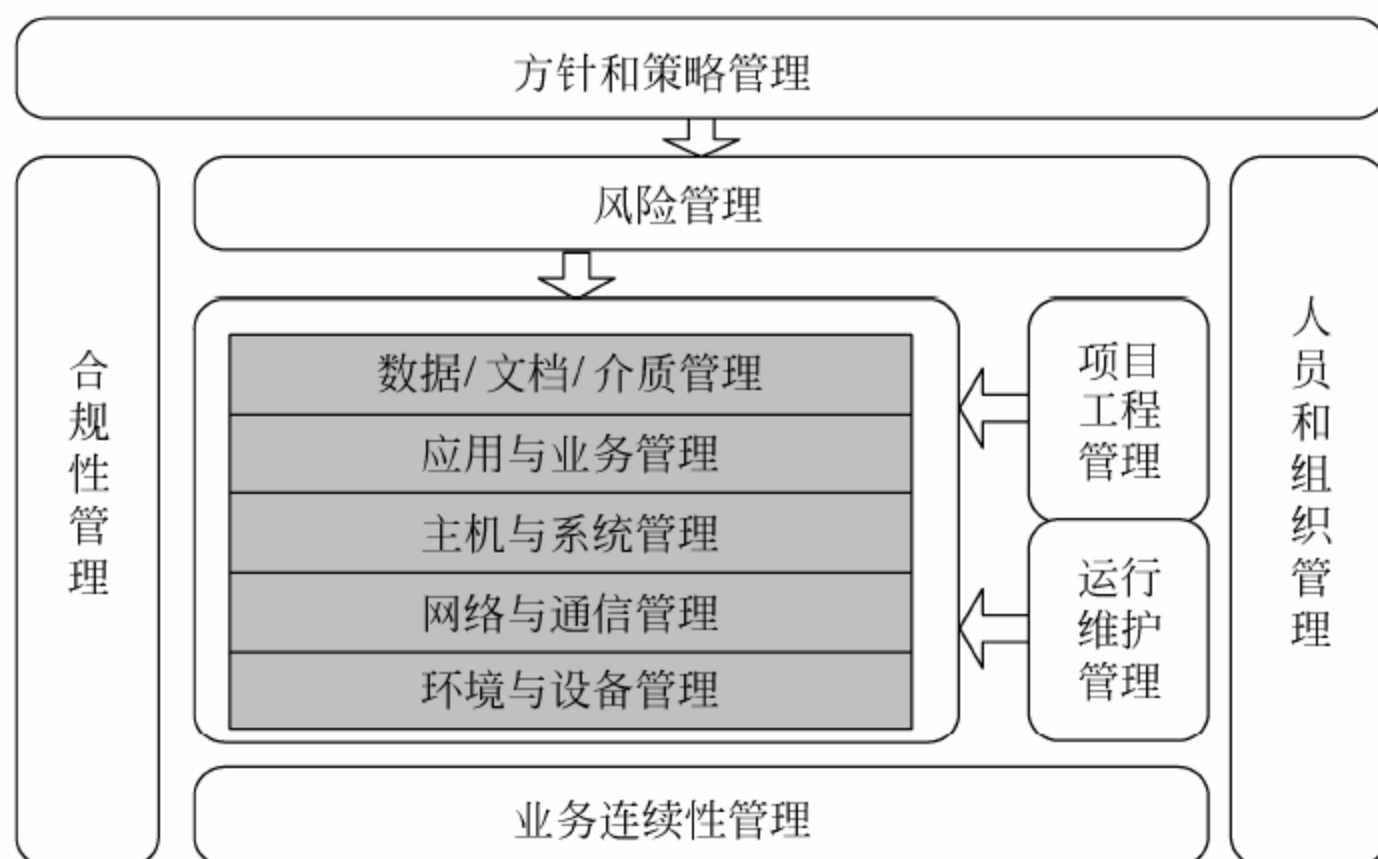 方针和策略管理
风险管理
合规性管理
数据/ 文档/ 介质管理
应用与业务管理
主机与系统管理
网络与通信管理
环境与设备管理
项目
工程
管理
运行
维护
管理
人员和组织管理
业务连续性管理